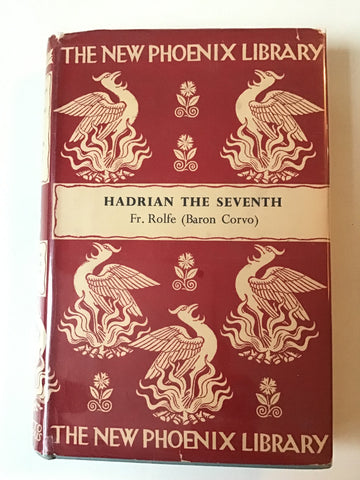 THE NEW PHOENIX LIBRARY
HADRIAN THE SEVENTH
Fr. Rolfe (Baron Corvo)
THE NEW PHOENIX LIBRARY